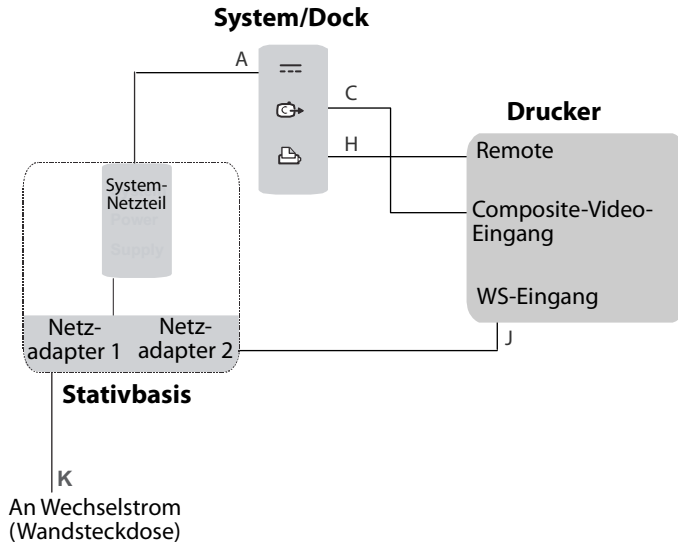 System/Dock
A
C
H
Drucker
Remote
Composite-Video-
Eingang
WS-Eingang
J
System-
Netzteil
Power
Supply
Netz-
adapter 1
Netz-
adapter 2
Stativbasis
K
An Wechselstrom
(Wandsteckdose)